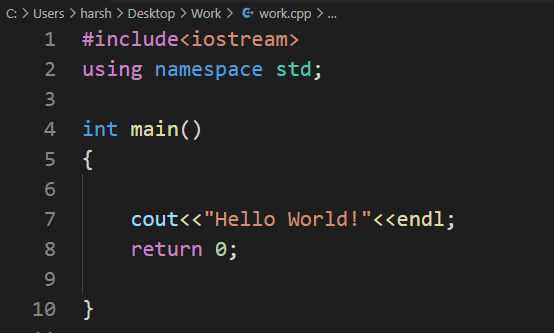 C: > Users > harsh > Desktop > Work > work.cpp > ...
1 #include<iostream>
2 using namespace std;
3
4 int main()
5 {
6
7     cout<<"Hello World!"<<endl;
8     return 0;
9
10 }